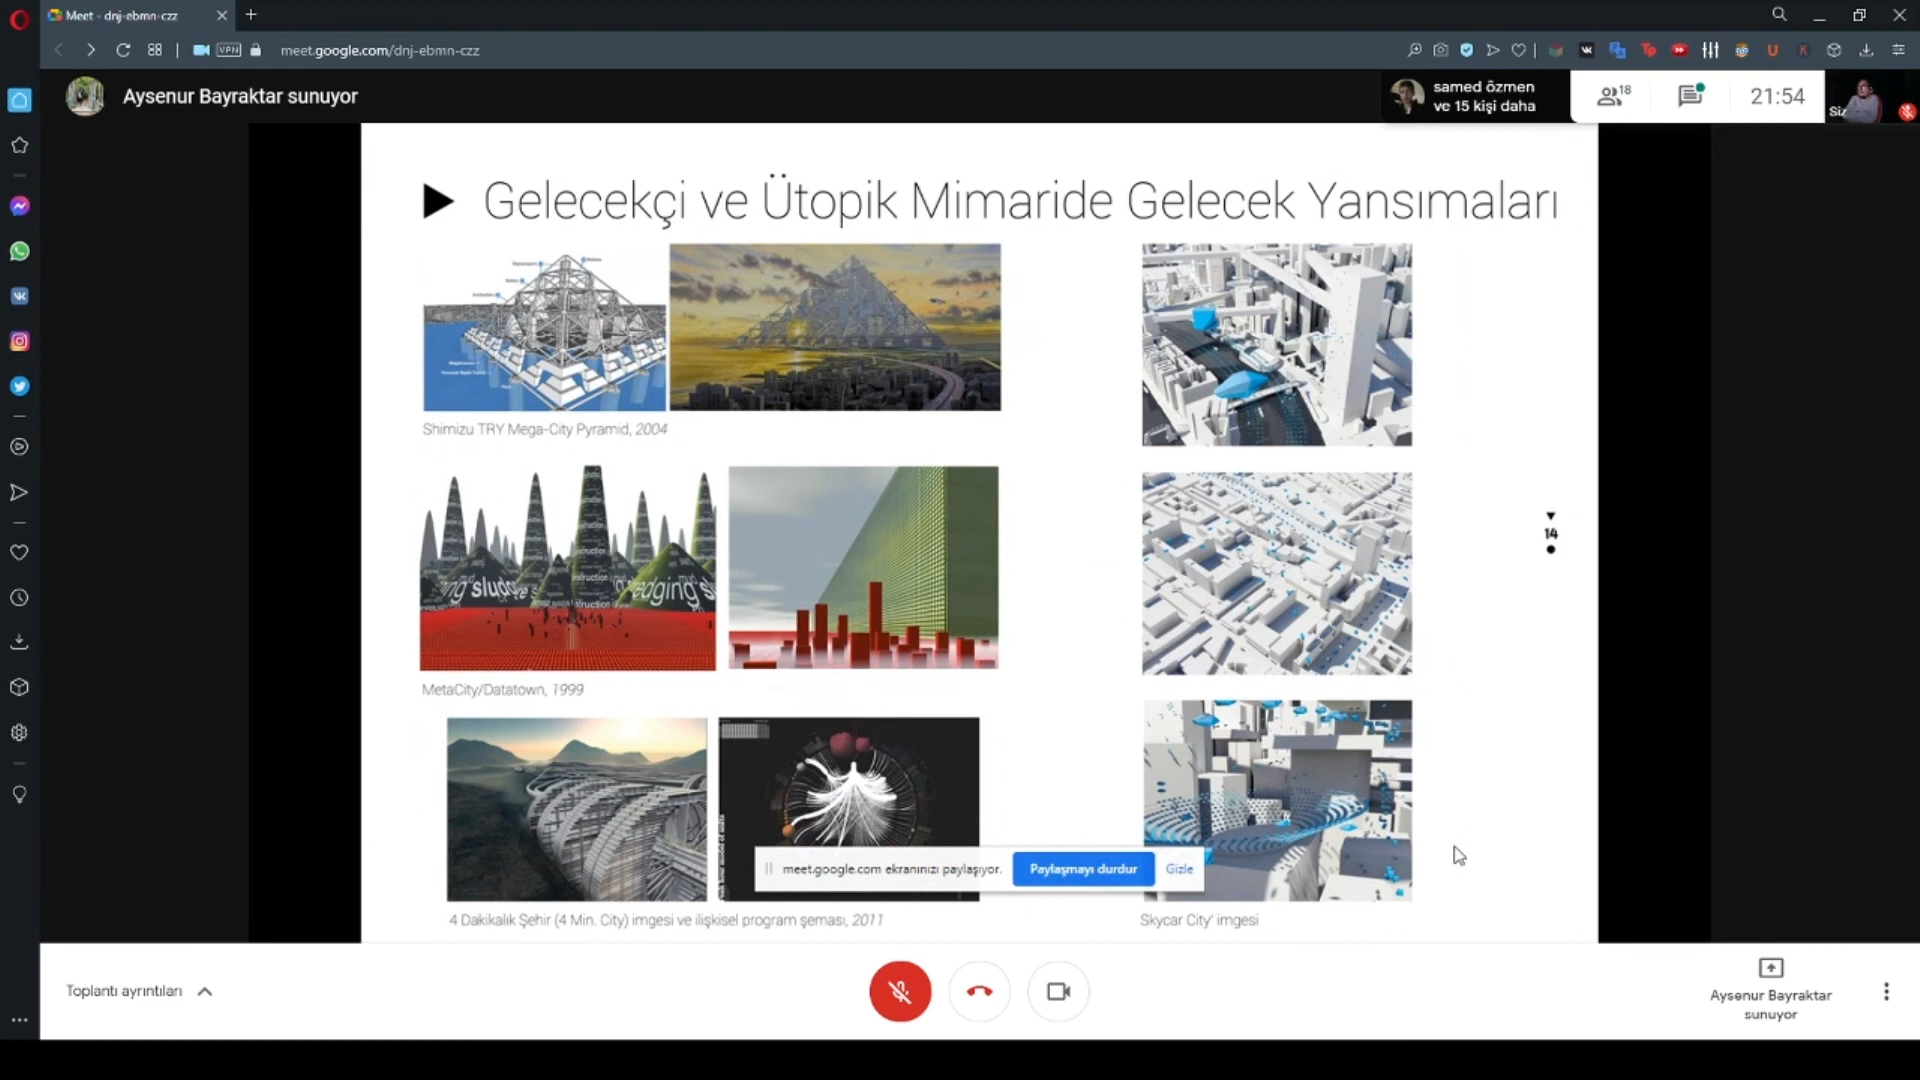 Meet - dnj-ebmn-czz
VPN
meet.google.com/dnj-ebmn-czz
Aysenur Bayraktar sunuyor
samed özmen
ve 15 kişi daha
18
21:54
Siz
Gelecekçi ve Ütopik Mimaride Gelecek Yansımaları
Shimizu TRY Mega-City Pyramid, 2004
MetaCity/Datatown, 1999
14
meet.google.com ekranınızı paylaşıyor.
Paylaşmayı durdur
Gizle
4 Dakikalık Şehir (4 Min. City) imgesi ve ilişkisel program şeması, 2011
Skycar City' imgesi
Toplantı ayrıntıları
Aysenur Bayraktar
sunuyor